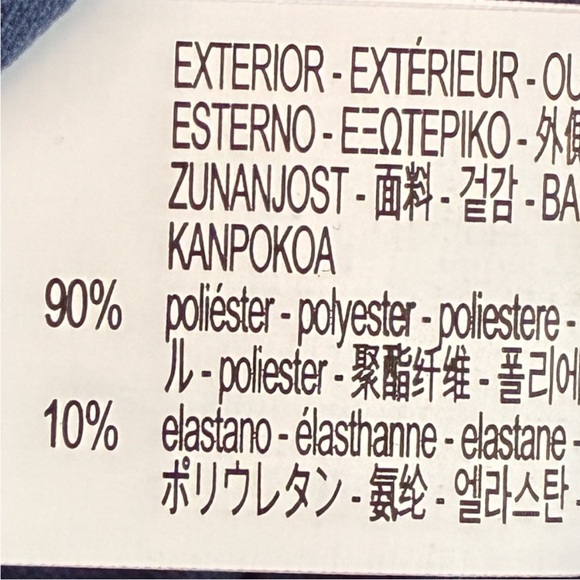 EXTERIOR - EXTÉRIEUR - OU
ESTERNO - ΕΞΩΤΕΡΙΚΟ - 外側
ZUNANJOST - 面料 - 겉감 - BA
KANPOKOA
90% poliéster - polyester - poliestere -
ル - poliester - 聚酯纤维 - 폴리에
10% elastano - élasthanne - elastane -
ポリウレタン - 氨纶 - 엘라스탄 -